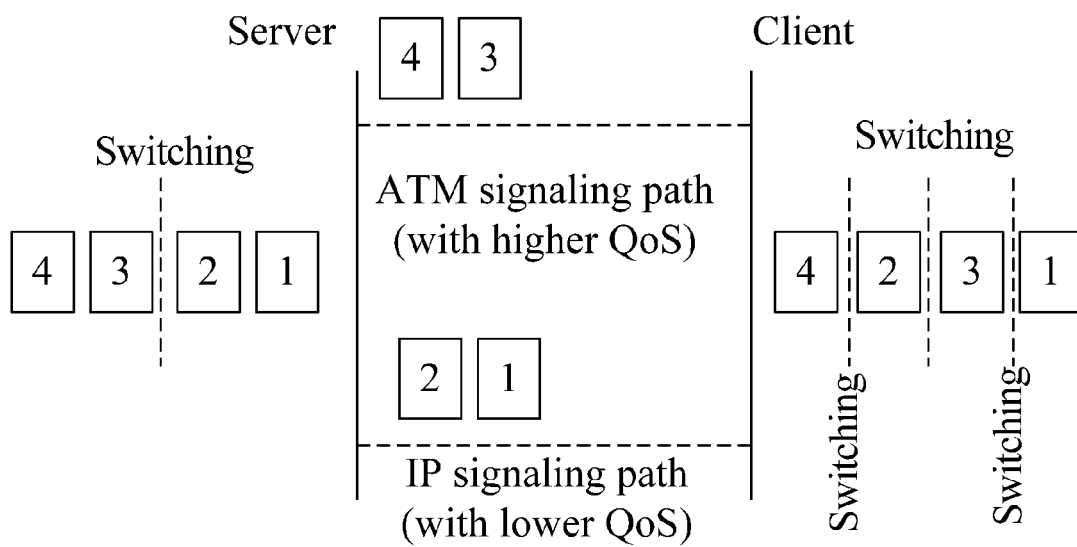 Server
Client
4 3
Switching
Switching
ATM signaling path
(with higher QoS)
4 3 2 1
4 2 3 1
2 1
Switching
Switching
IP signaling path
(with lower QoS)